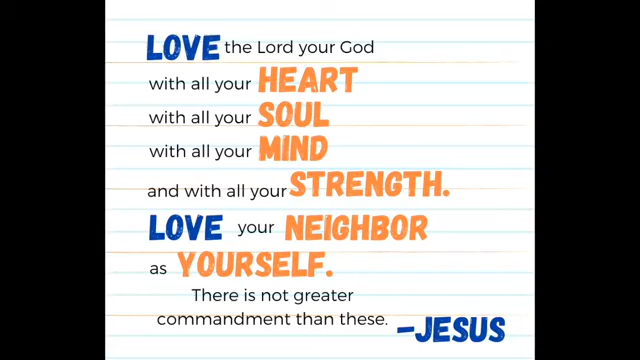 LOVE the Lord your God
with all your HEART
with all your SOUL
with all your MIND
and with all your STRENGTH.
LOVE your NEIGHBOR
as YOURSELF.
There is not greater
commandment than these.
-JESUS